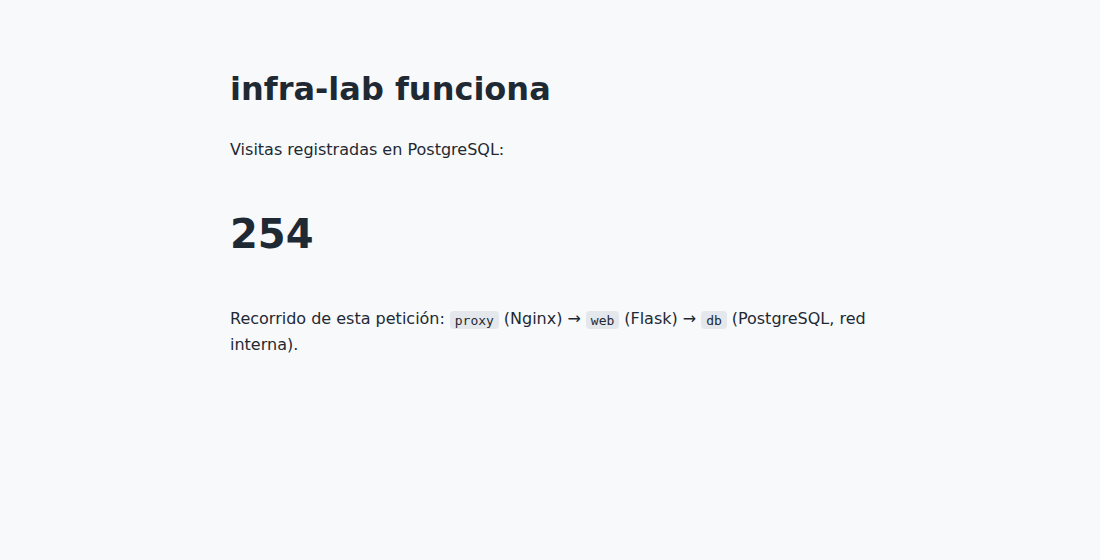 infra-lab funciona
Visitas registradas en PostgreSQL:
254
Recorrido de esta petición: proxy (Nginx) → web (Flask) → db (PostgreSQL, red
interna).